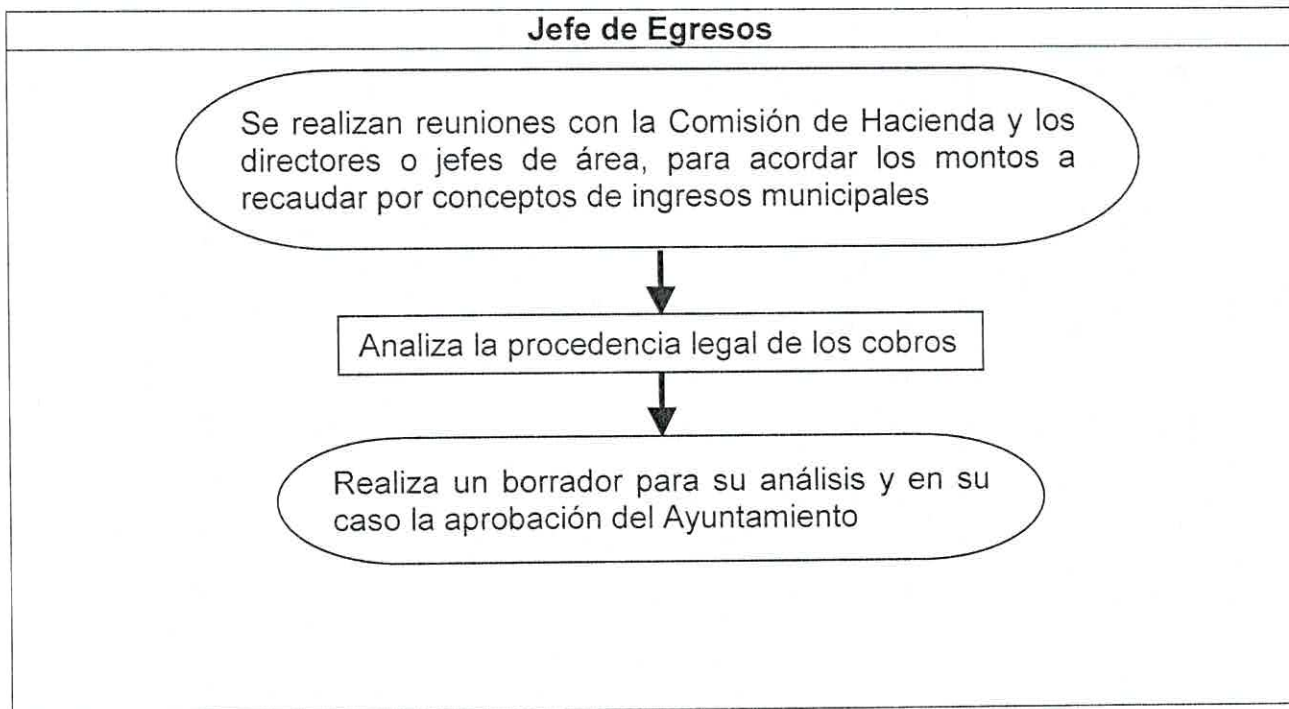 Jefe de Egresos
Se realizan reuniones con la Comisión de Hacienda y los
directores o jefes de área, para acordar los montos a
recaudar por conceptos de ingresos municipales
Analiza la procedencia legal de los cobros
Realiza un borrador para su análisis y en su
caso la aprobación del Ayuntamiento